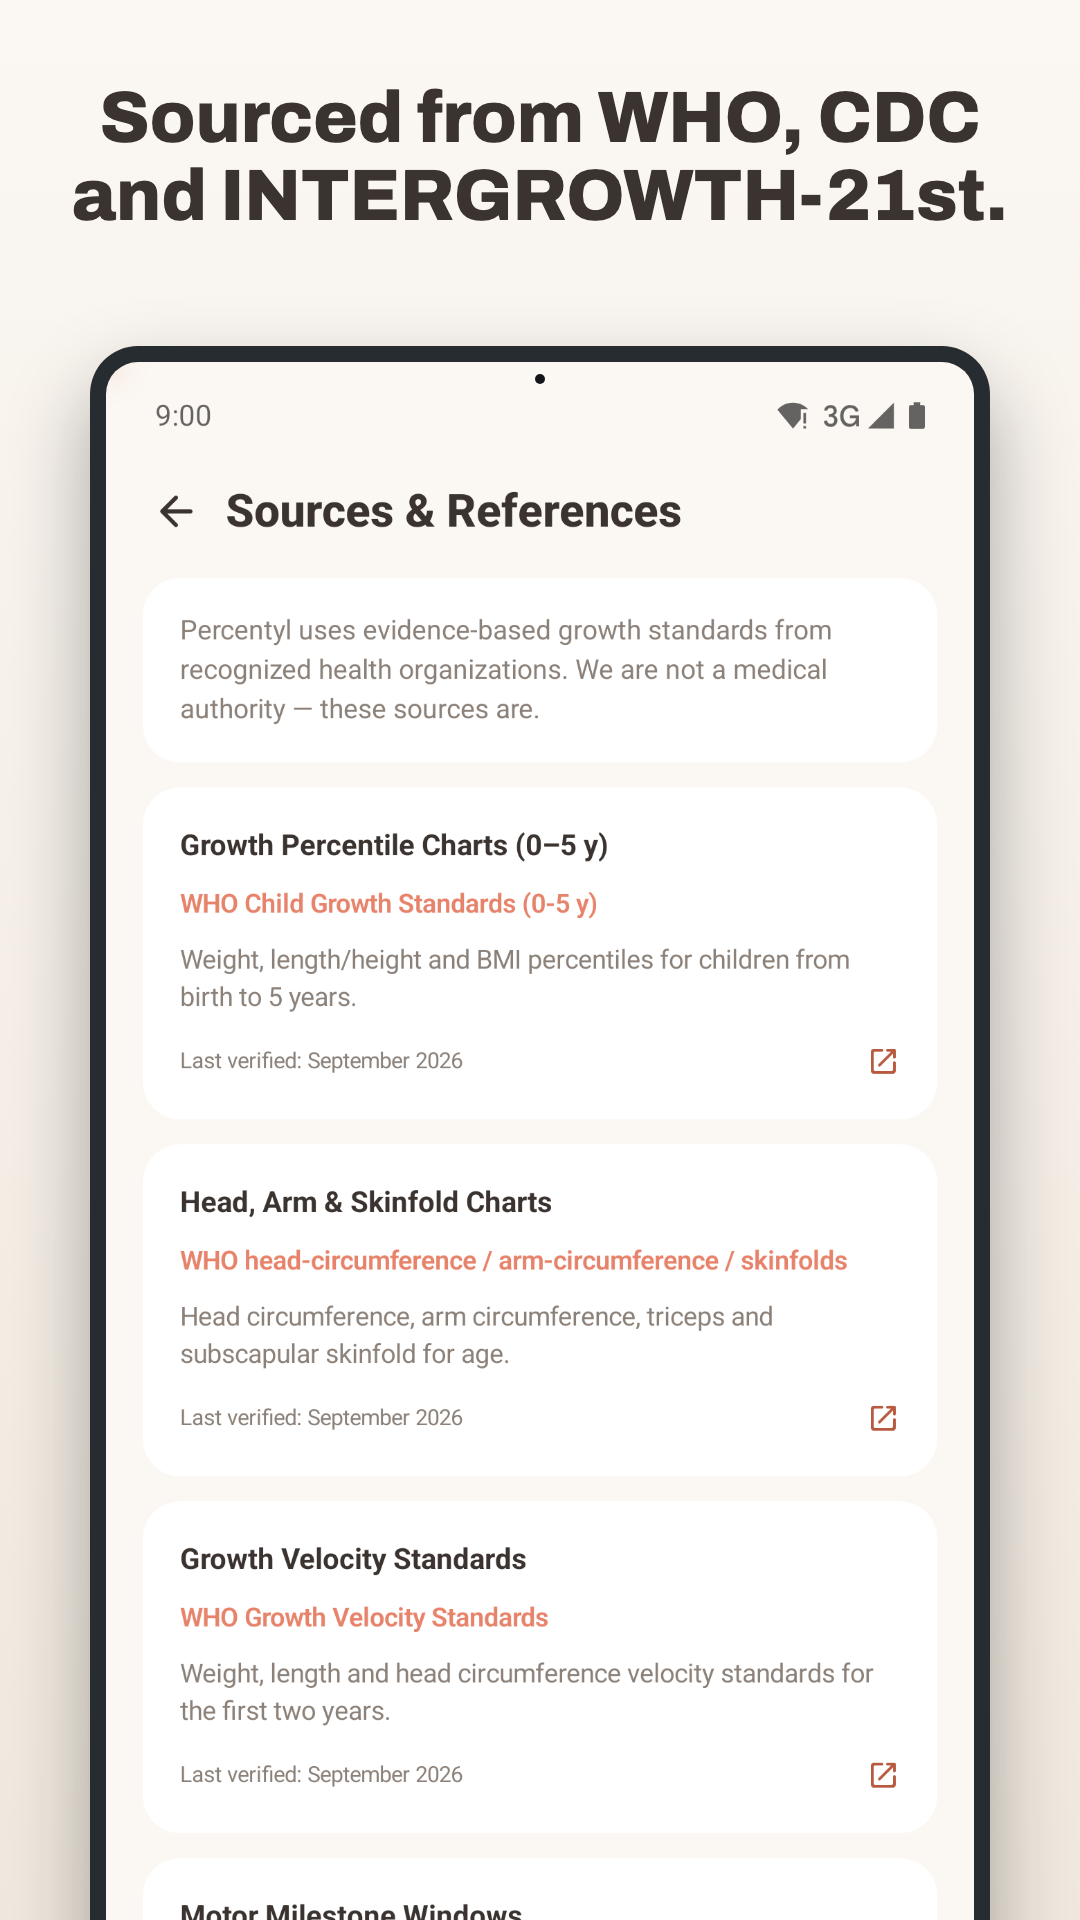 Sourced from WHO, CDC
and INTERGROWTH-21st.
9:00
3G
Sources & References
Percentyl uses evidence-based growth standards from
recognized health organizations. We are not a medical
authority — these sources are.
Growth Percentile Charts (0–5 y)
WHO Child Growth Standards (0-5 y)
Weight, length/height and BMI percentiles for children from
birth to 5 years.
Last verified: September 2026
Head, Arm & Skinfold Charts
WHO head-circumference / arm-circumference / skinfolds
Head circumference, arm circumference, triceps and
subscapular skinfold for age.
Last verified: September 2026
Growth Velocity Standards
WHO Growth Velocity Standards
Weight, length and head circumference velocity standards for
the first two years.
Last verified: September 2026
Motor Milestone Windows